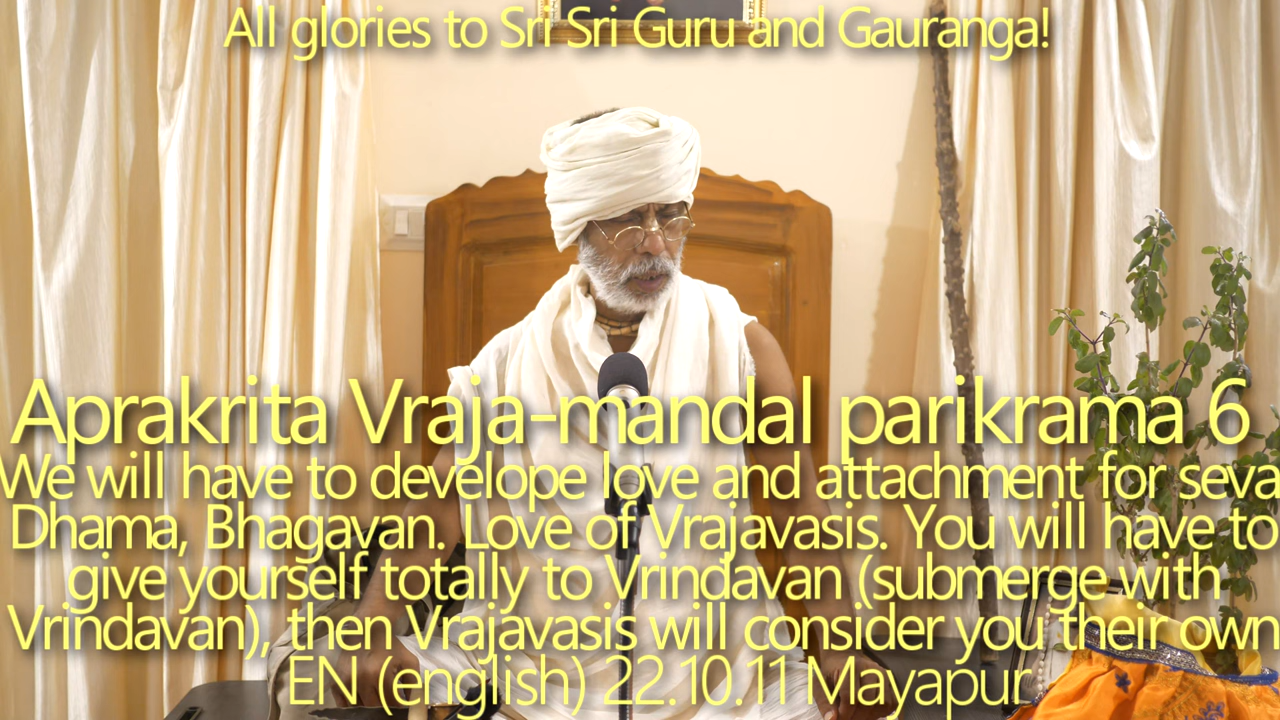 All glories to Sri Sri Guru and Gauranga!
Aprakrita Vraja-mandal parikrama 6
We will have to develope love and attachment for seva
Dhama, Bhagavan. Love of Vrajavasis. You will have to
give yourself totally to Vrindavan (submerge with
Vrindavan), then Vrajavasis will consider you their own
EN (english) 22.10.11 Mayapur